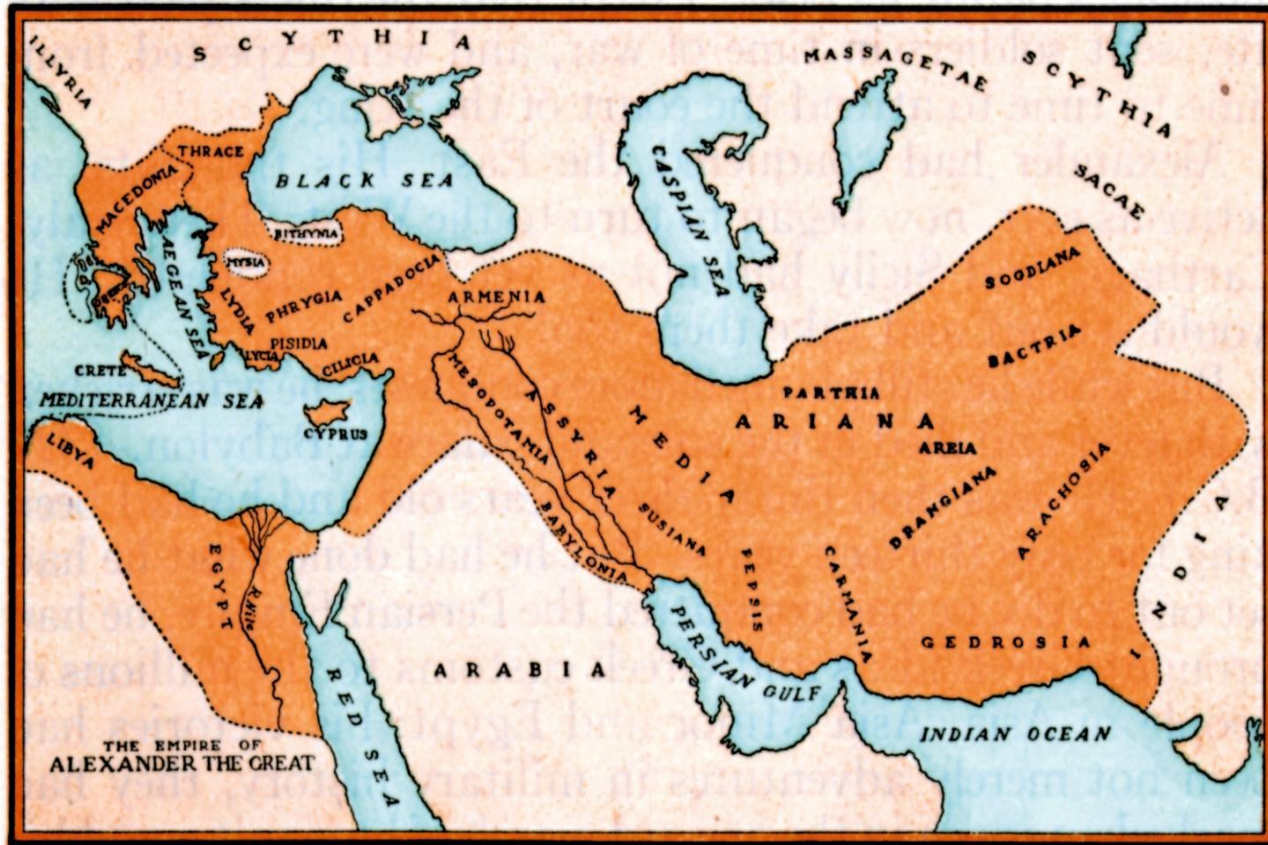 ILLYRIA
SCYTHIA
MASSAGETAE
SCYTHIA
SACAE
THRACE
MACEDONIA
BLACK SEA
CASPIAN SEA
BITHYNIA
MYSIA
AEGEAN SEA
LYDIA
PHRYGIA
CAPPADOCIA
ARMENIA
SOGDIANA
BACTRIA
PISIDIA
LYCIA
CILICIA
CRETE
MEDITERRANEAN SEA
CYPRUS
MESOPOTAMIA
ASSYRIA
MEDIA
PARTHIA
ARIANA
AREIA
LIBYA
DRANGIANA
ARACHOSIA
BABYLONIA
SUSIANA
EGYPT
R. Nile
PEPSIS
CARMANIA
INDIA
GEDROSIA
ARABIA
PERSIAN GULF
RED SEA
INDIAN OCEAN
THE EMPIRE OF
ALEXANDER THE GREAT